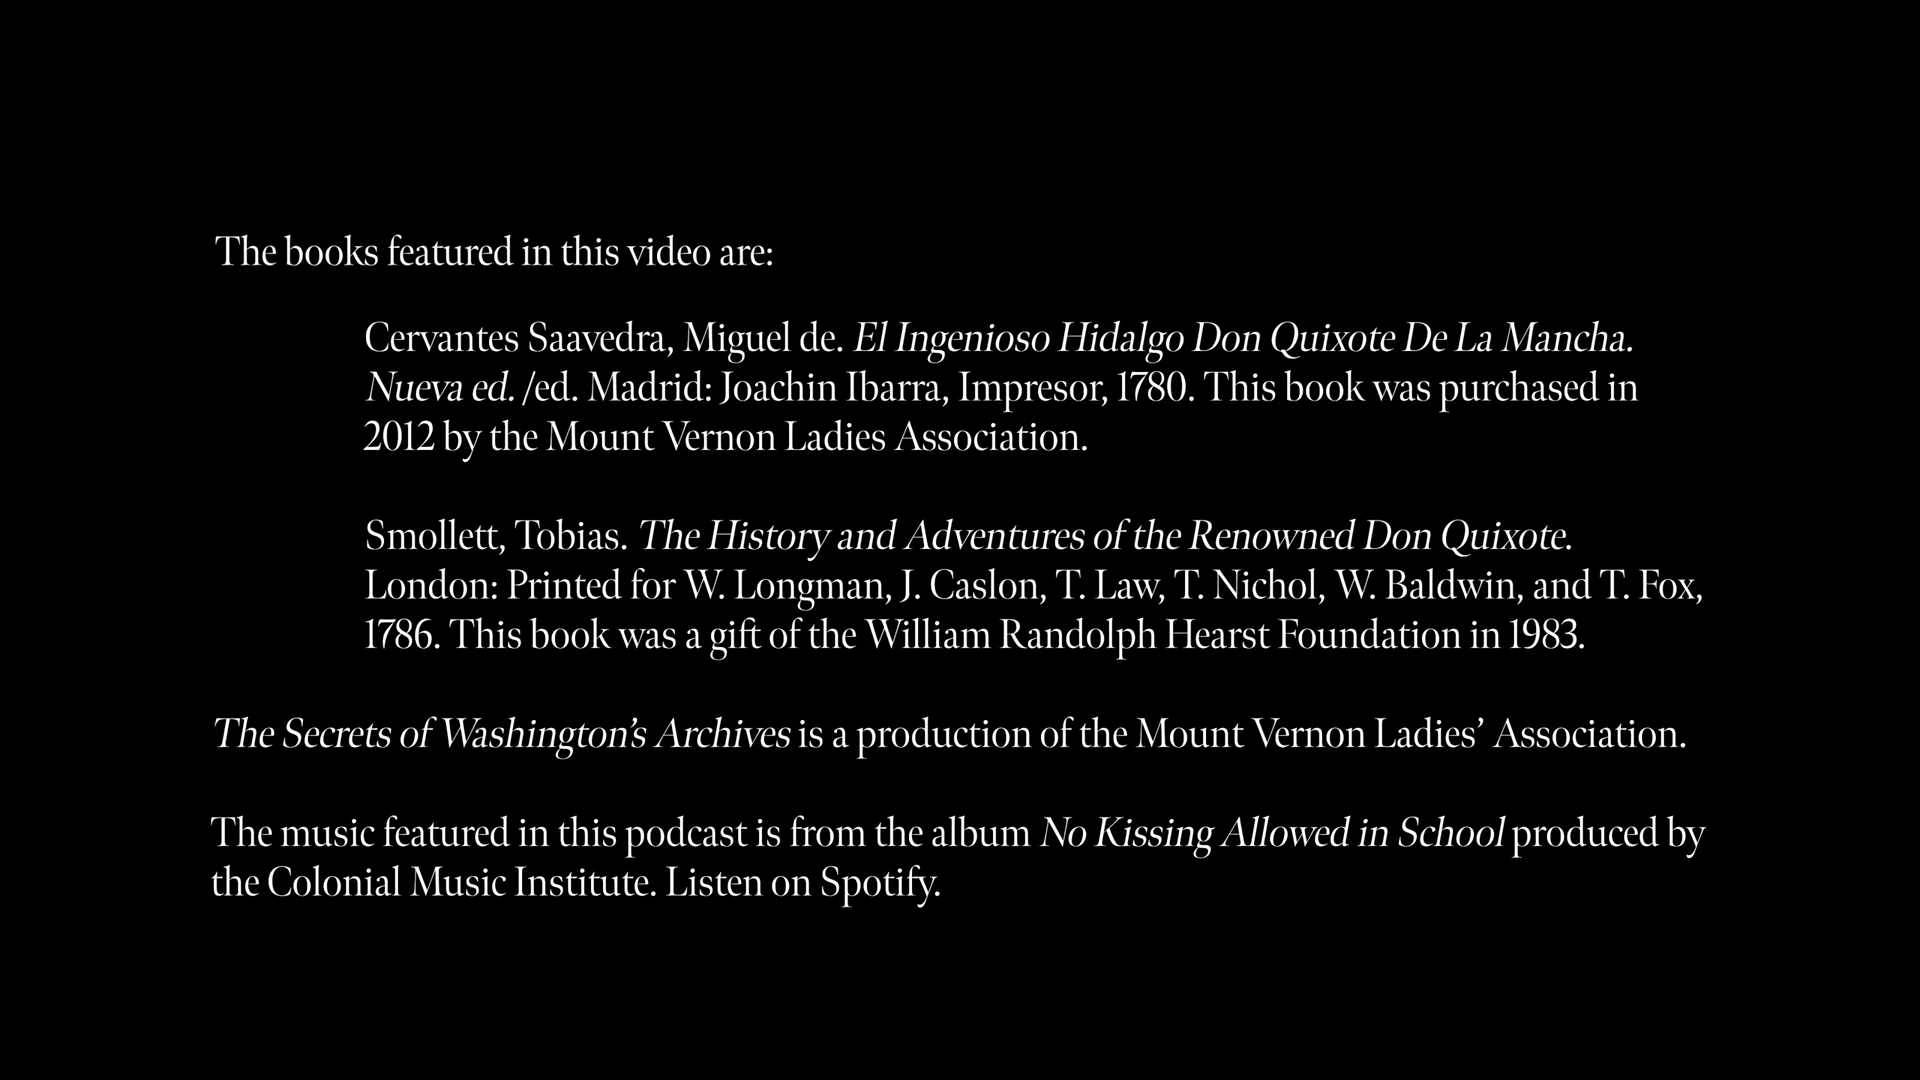 The books featured in this video are:
Cervantes Saavedra, Miguel de. El Ingenioso Hidalgo Don Quixote De La Mancha.
Nueva ed. /ed. Madrid: Joachin Ibarra, Impresor, 1780. This book was purchased in
2012 by the Mount Vernon Ladies Association.
Smollett, Tobias. The History and Adventures of the Renowned Don Quixote.
London: Printed for W. Longman, J. Caslon, T. Law, T. Nichol, W. Baldwin, and T. Fox,
1786. This book was a gift of the William Randolph Hearst Foundation in 1983.
The Secrets of Washington’s Archives is a production of the Mount Vernon Ladies’ Association.
The music featured in this podcast is from the album No Kissing Allowed in School produced by
the Colonial Music Institute. Listen on Spotify.